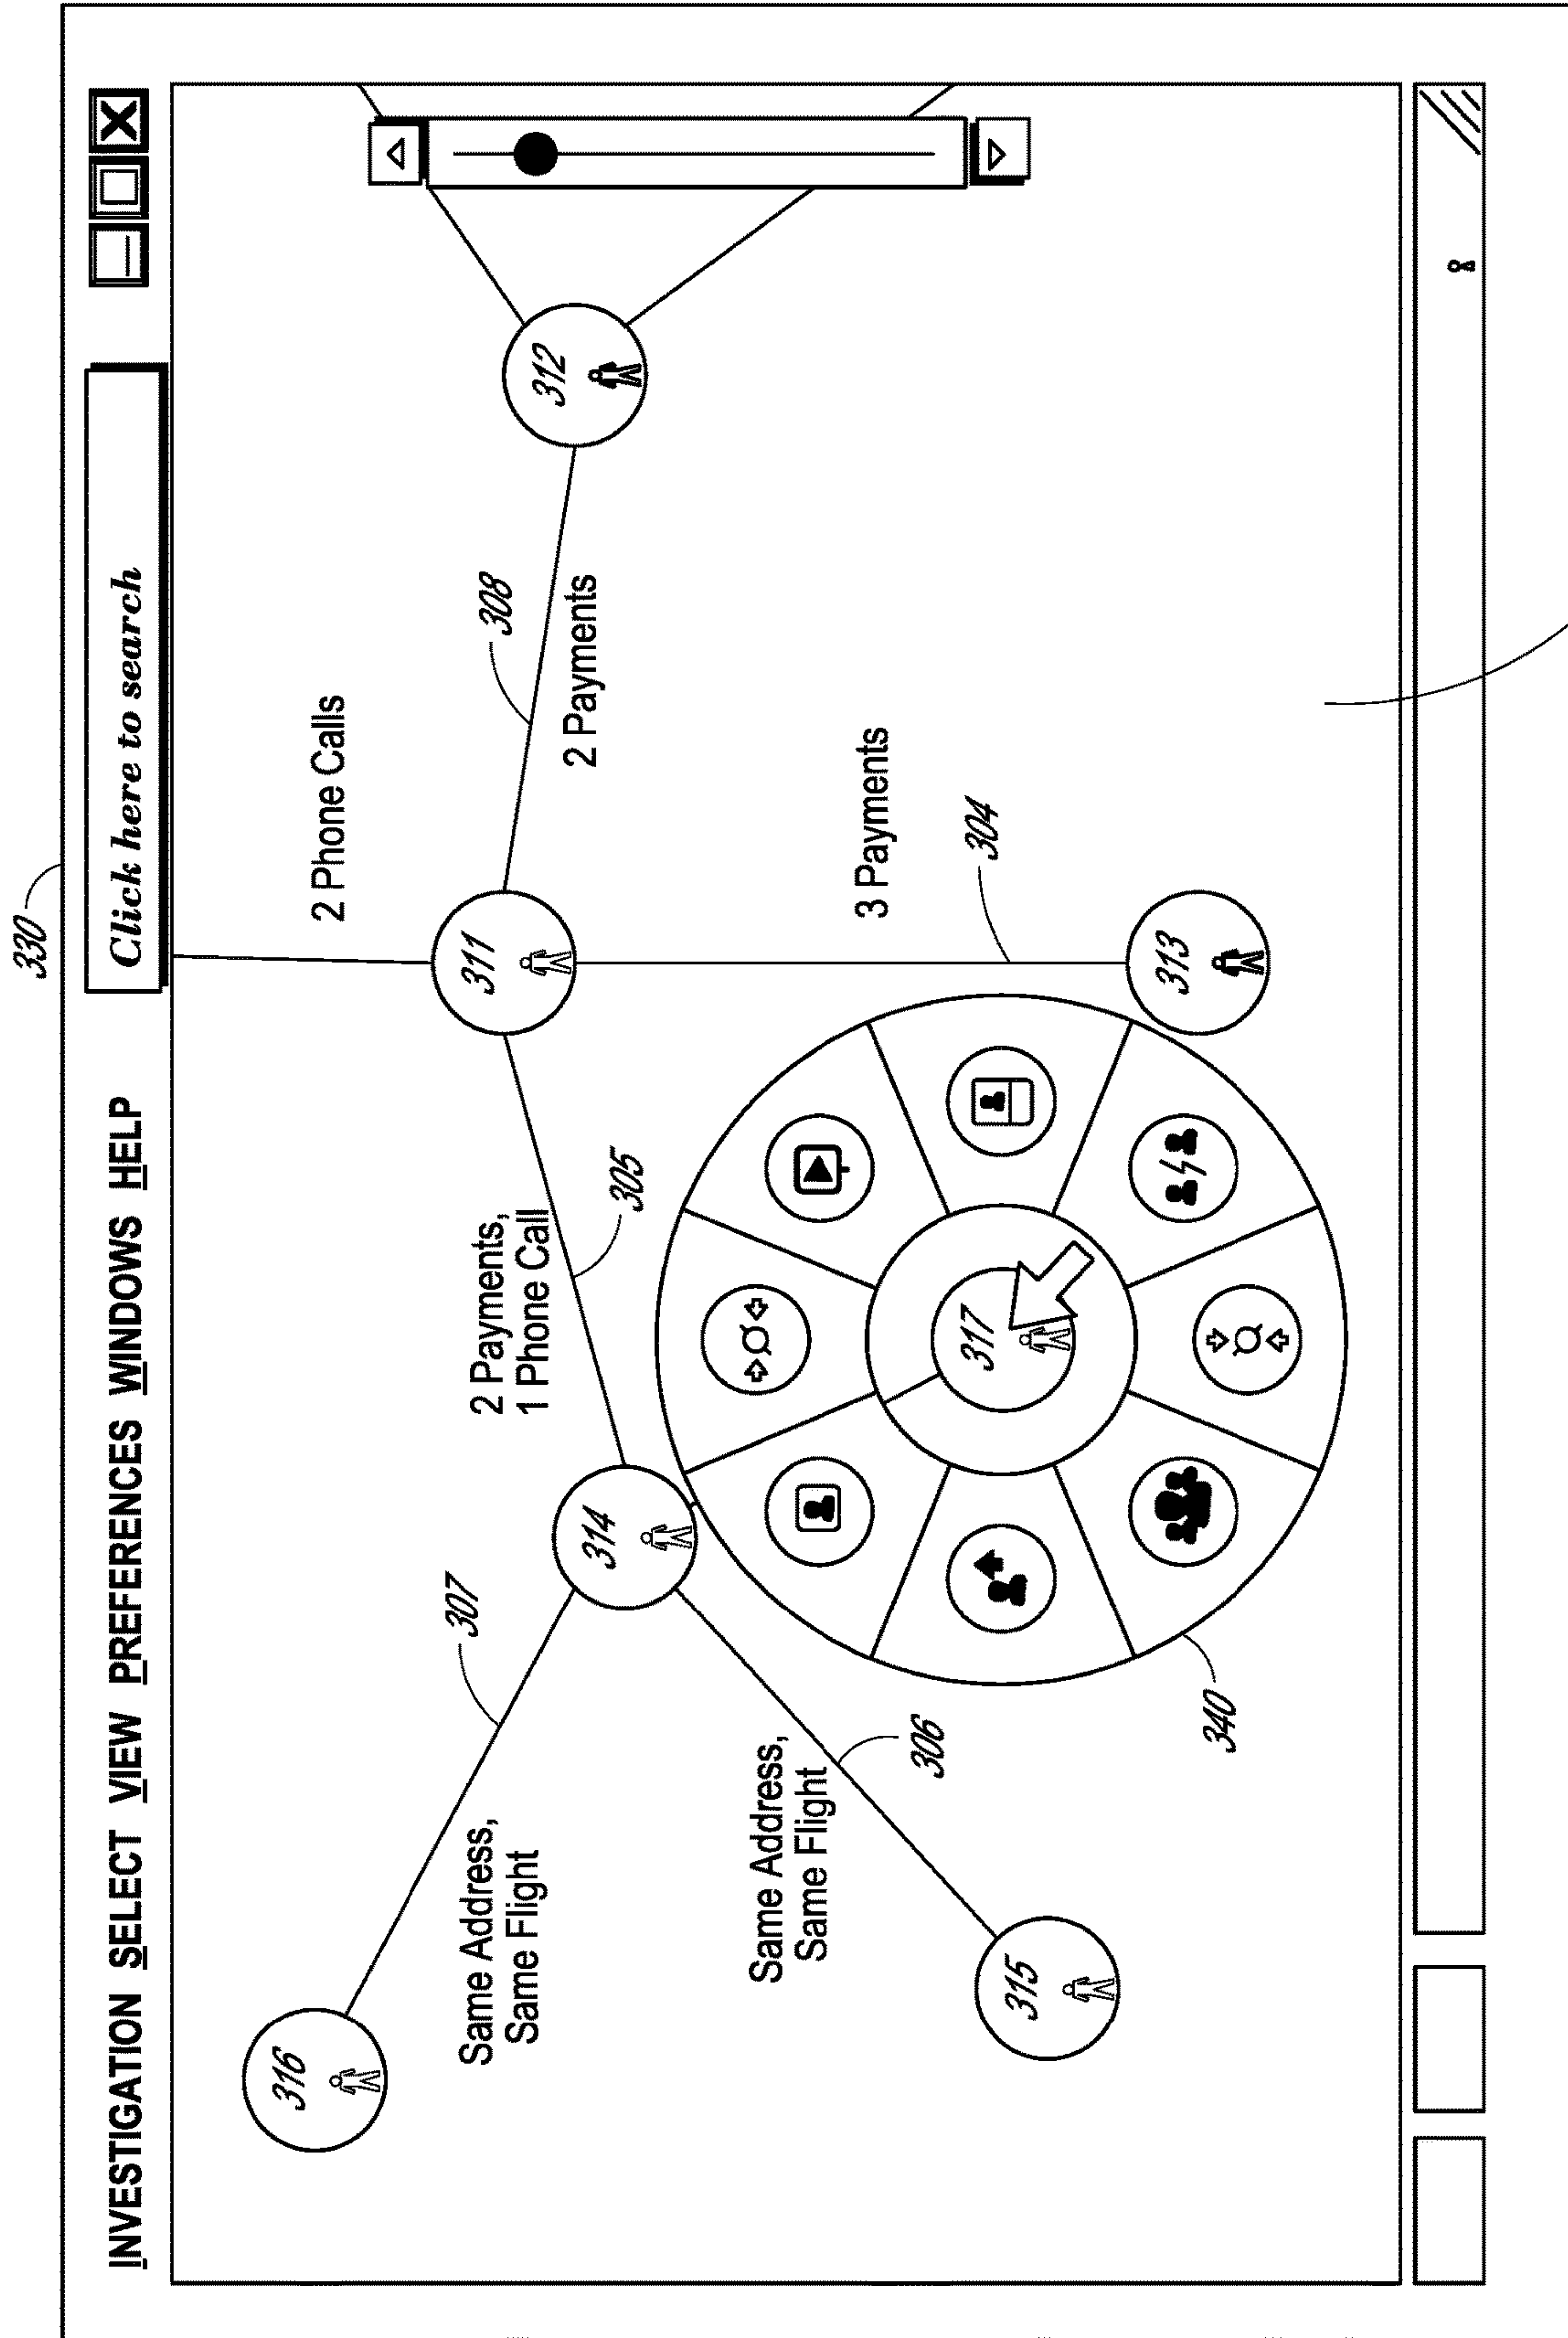 330
INVESTIGATION SELECT VIEW PREFERENCES WINDOWS HELP
Click here to search
316
2 Phone Calls
307
Same Address,
Same Flight
2 Payments,
1 Phone Call
311
308
2 Payments
312
314
305
Same Address,
Same Flight
306
3 Payments
304
315
317
313
340